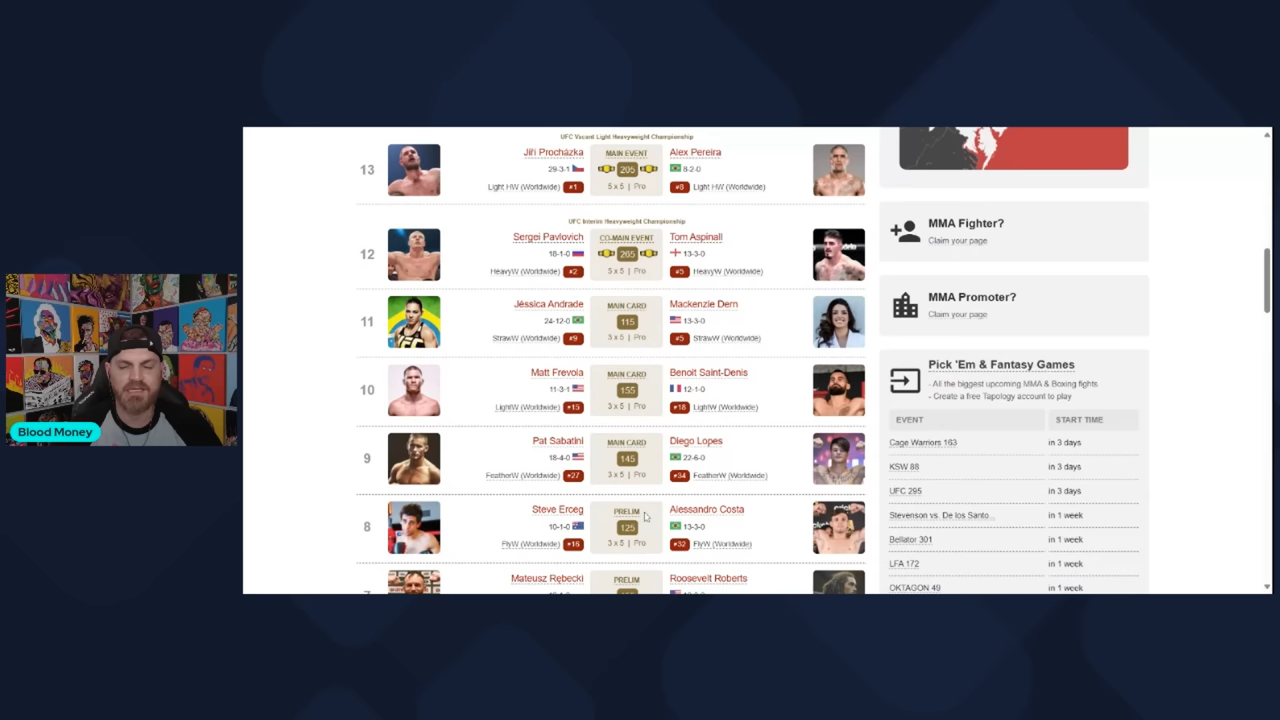 UFC Vacant Light Heavyweight Championship
13
Jiří Procházka
29-3-1
Light HW (Worldwide) #1
MAIN EVENT
205
5 x 5 | Pro
Alex Pereira
8-2-0
#8 Light HW (Worldwide)
UFC Interim Heavyweight Championship
12
Sergei Pavlovich
18-1-0
HeavyW (Worldwide) #2
CO-MAIN EVENT
265
5 x 5 | Pro
Tom Aspinall
13-3-0
#5 HeavyW (Worldwide)
11
Jéssica Andrade
24-12-0
StrawW (Worldwide) #9
MAIN CARD
115
3 x 5 | Pro
Mackenzie Dern
13-3-0
#5 StrawW (Worldwide)
10
Matt Frevola
11-3-1
LightW (Worldwide) #15
MAIN CARD
155
3 x 5 | Pro
Benoit Saint-Denis
12-1-0
#18 LightW (Worldwide)
9
Pat Sabatini
18-4-0
FeatherW (Worldwide) #27
MAIN CARD
145
3 x 5 | Pro
Diego Lopes
22-6-0
#34 FeatherW (Worldwide)
8
Steve Erceg
10-1-0
FlyW (Worldwide) #16
PRELIM
125
3 x 5 | Pro
Alessandro Costa
13-3-0
#32 FlyW (Worldwide)
Mateusz Rębecki
PRELIM
Roosevelt Roberts
MMA Fighter?
Claim your page
MMA Promoter?
Claim your page
Pick 'Em & Fantasy Games
- All the biggest upcoming MMA & Boxing fights
- Create a free Tapology account to play
EVENT START TIME
Cage Warriors 163 in 3 days
KSW 88 in 3 days
UFC 295 in 3 days
Stevenson vs. De los Santo... in 1 week
Bellator 301 in 1 week
LFA 172 in 1 week
OKTAGON 49 in 1 week
Blood Money